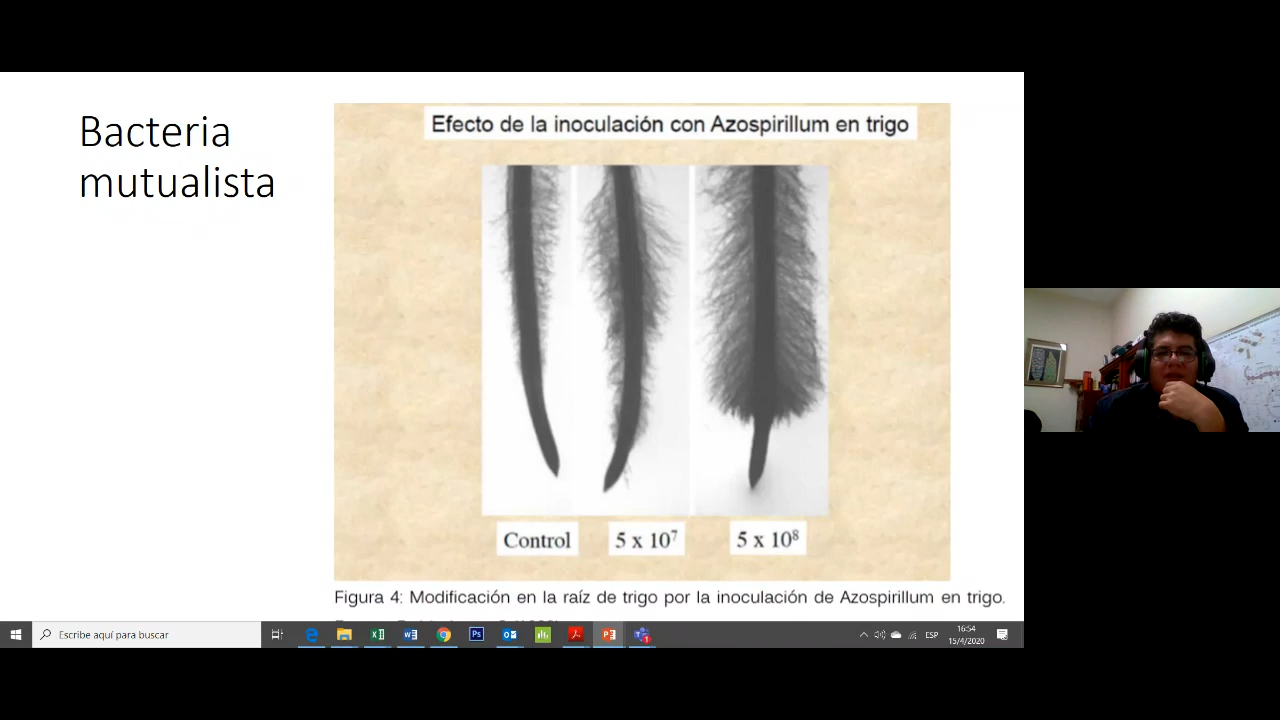 Bacteria
mutualista
Efecto de la inoculación con Azospirillum en trigo
Control
5 x 10⁷
5 x 10⁸
Figura 4: Modificación en la raíz de trigo por la inoculación de Azospirillum en trigo.
Escribe aquí para buscar
ESP
16:54
15/4/2020